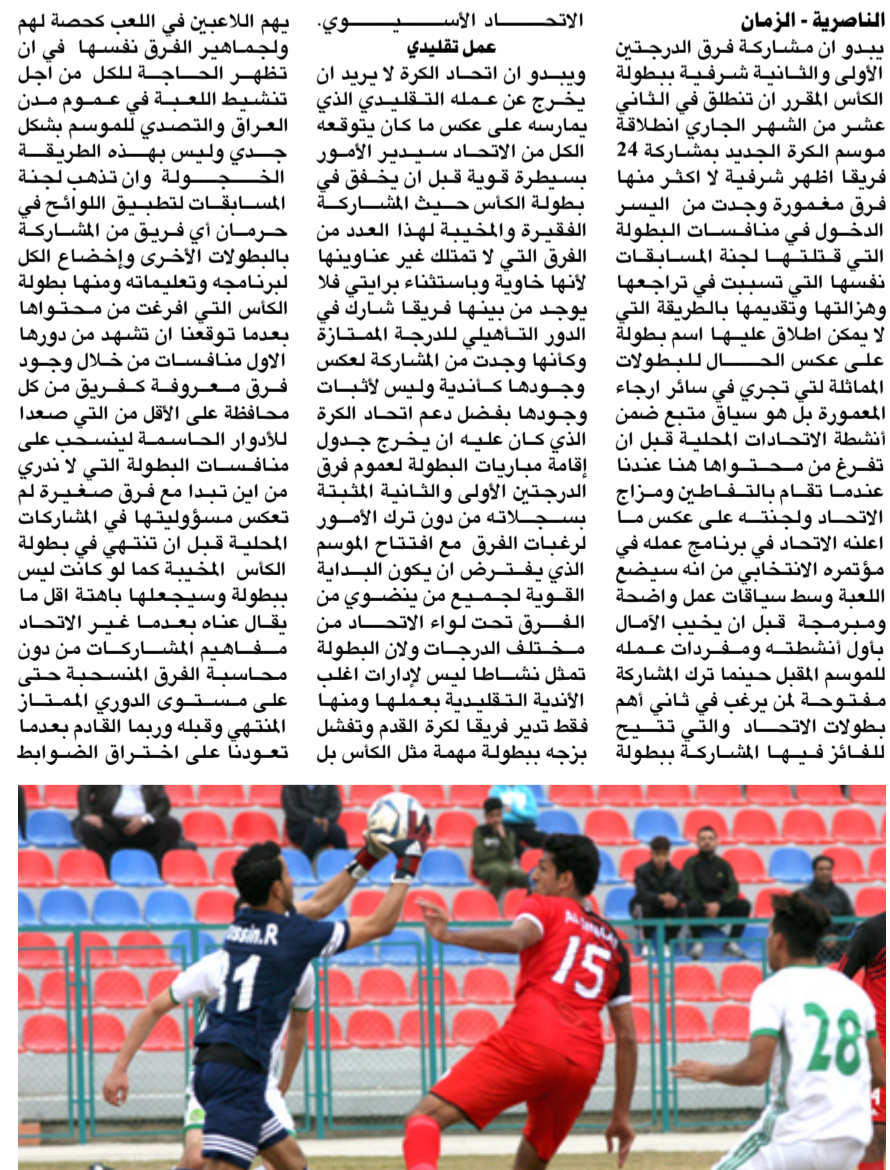 الناصرية - الزمان
يبدو ان مشاركة فرق الدرجتين
الأولى والثانية شرفية ببطولة
الكأس المقرر ان تنطلق في الثاني
عشر من الشهر الجاري انطلاقة
موسم الكرة الجديد بمشاركة 24
فريقا اظهر شرفية لا اكثر منها
فرق مغمورة وجدت من اليسر
الدخول في منافسات البطولة
التي قتلتها لجنة المسابقات
نفسها التي تسببت في تراجعها
وهزالتها وتقديمها بالطريقة التي
لا يمكن اطلاق عليها اسم بطولة
على عكس الحال للبطولات
المماثلة لتي تجري في سائر ارجاء
المعمورة بل هو سياق متبع ضمن
أنشطة الاتحادات المحلية قبل ان
تفرغ من محتواها هنا عندنا
عندما تقام بالتفاطين ومزاج
الاتحاد ولجنته على عكس ما
اعلنه الاتحاد في برنامج عمله في
مؤتمره الانتخابي من انه سيضع
اللعبة وسط سياقات عمل واضحة
ومبرمجة قبل ان يخيب الآمال
بأول أنشطته ومفردات عمله
للموسم المقبل حينما ترك المشاركة
مفتوحة لمن يرغب في ثاني أهم
بطولات الاتحاد والتي تتيح
للفائز فيها المشاركة ببطولة
الاتحاد الأسيوي.
عمل تقليدي
ويبدو ان اتحاد الكرة لا يريد ان
يخرج عن عمله التقليدي الذي
يمارسه على عكس ما كان يتوقعه
الكل من الاتحاد سيدير الأمور
بسيطرة قوية قبل ان يخفق في
بطولة الكأس حيث المشاركة
الفقيرة والمخيبة لهذا العدد من
الفرق التي لا تمتلك غير عناوينها
لأنها خاوية وباستثناء برايتي فلا
يوجد من بينها فريقا شارك في
الدور التأهيلي للدرجة الممتازة
وكأنها وجدت من المشاركة لعكس
وجودها كأندية وليس لأثبات
وجودها بفضل دعم اتحاد الكرة
الذي كان عليه ان يخرج جدول
إقامة مباريات البطولة لعموم فرق
الدرجتين الأولى والثانية المثبتة
بسجلاته من دون ترك الأمور
لرغبات الفرق مع افتتاح الموسم
الذي يفترض ان يكون البداية
القوية لجميع من ينضوي من
الفرق تحت لواء الاتحاد من
مختلف الدرجات ولان البطولة
تمثل نشاطا ليس لإدارات اغلب
الأندية التقليدية بعملها ومنها
فقط تدير فريقا لكرة القدم وتفشل
بزجه ببطولة مهمة مثل الكأس بل
يهم اللاعبين في اللعب كحصة لهم
ولجماهير الفرق نفسها في ان
تظهر الحاجة للكل من أجل
تنشيط اللعبة في عموم مدن
العراق والتصدي للموسم بشكل
جدي وليس بهذه الطريقة
الخجولة وان تذهب لجنة
المسابقات لتطبيق اللوائح في
حرمان أي فريق من المشاركة
بالبطولات الأخرى وإخضاع الكل
لبرنامجه وتعليماته ومنها بطولة
الكأس التي افرغت من محتواها
بعدما توقعنا ان تشهد من دورها
الاول منافسات من خلال وجود
فرق معروفة كفريق من كل
محافظة على الأقل من التي صعدا
للأدوار الحاسمة لينسحب على
منافسات البطولة التي لا ندري
من اين تبدا مع فرق صغيرة لم
تعكس مسؤوليتها في المشاركات
المحلية قبل ان تنتهي في بطولة
الكأس المخيبة كما لو كانت ليس
ببطولة وسيجعلها باهتة اقل ما
يقال عناه بعدما غير الاتحاد
مفاهيم المشاركات من دون
محاسبة الفرق المنسحبة حتى
على مستوى الدوري الممتاز
المنتهي وقبله وربما القادم بعدما
تعودنا على اختراق الضوابط
ssin.R
1
15
28